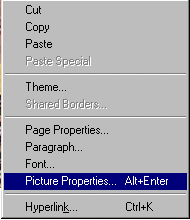 Cut
Copy
Paste
Paste Special
Theme...
Shared Borders...
Page Properties...
Paragraph...
Font...
Picture Properties... Alt+Enter
Hyperlink... Ctrl+K